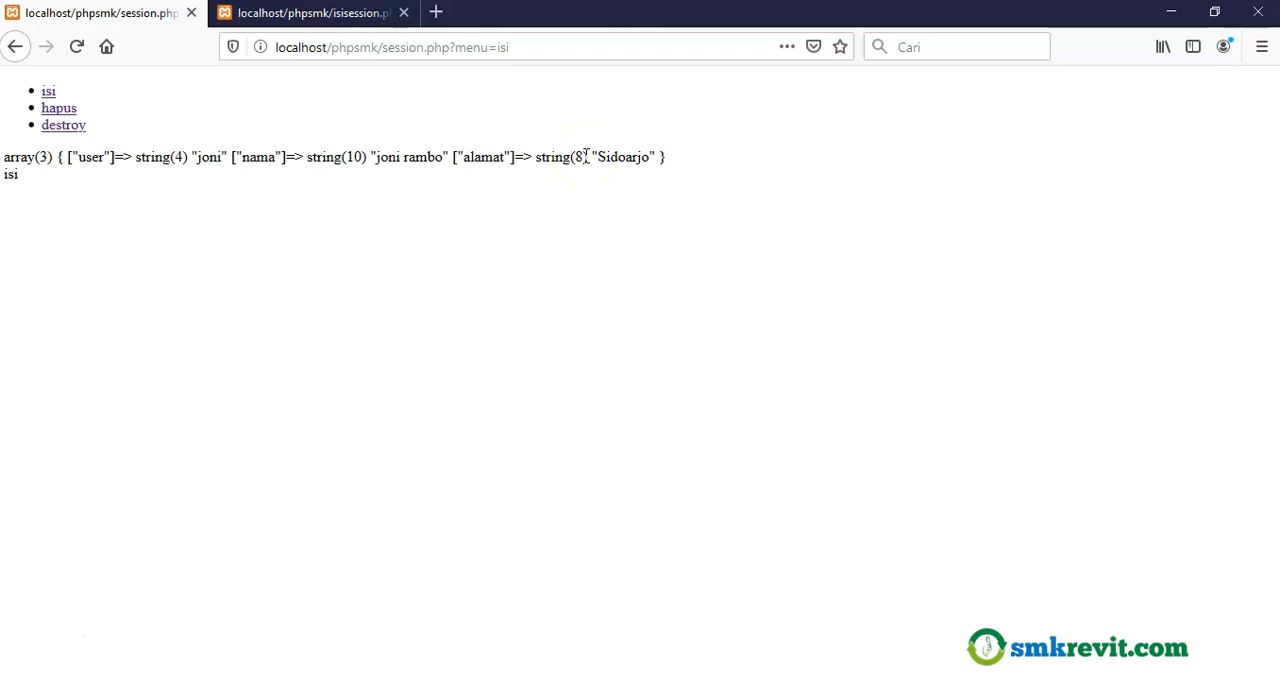 localhost/phpsmk/session.php
localhost/phpsmk/isisession.p
localhost/phpsmk/session.php?menu=isi
Cari
isi
hapus
destroy
array(3) { ["user"]=> string(4) "joni" ["nama"]=> string(10) "joni rambo" ["alamat"]=> string(8) "Sidoarjo" }
isi
smkrevit.com